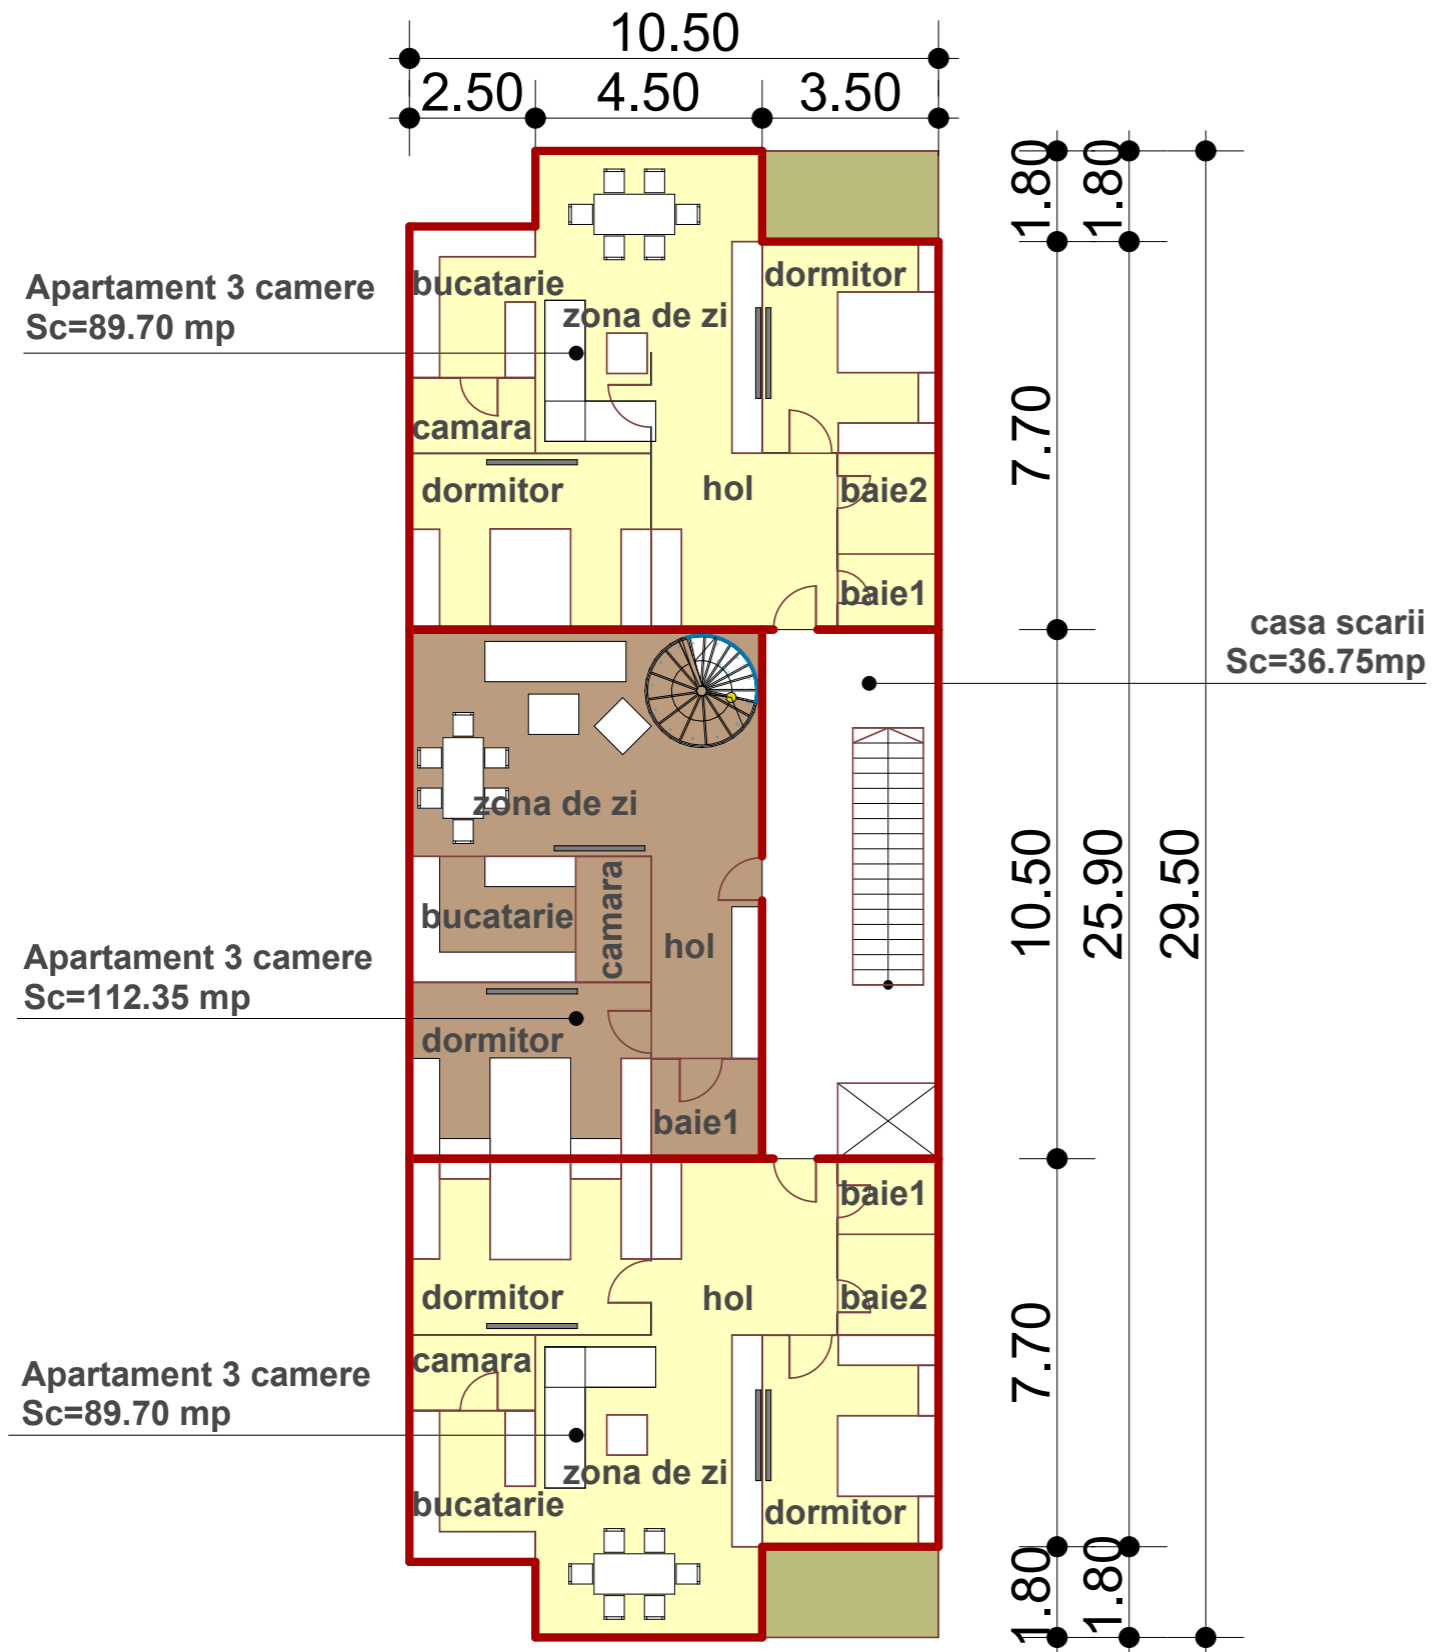 10.50
2.50 4.50 3.50
1.80 1.80
bucatarie
dormitor
Apartament 3 camere
Sc=89.70 mp
zona de zi
7.70
camara
dormitor
hol
baie2
baie1
casa scarii
Sc=36.75mp
zona de zi
10.50
25.90
29.50
bucatarie
camara
hol
Apartament 3 camere
Sc=112.35 mp
dormitor
baie1
baie1
dormitor
hol
baie2
7.70
camara
Apartament 3 camere
Sc=89.70 mp
zona de zi
bucatarie
dormitor
1.80 1.80